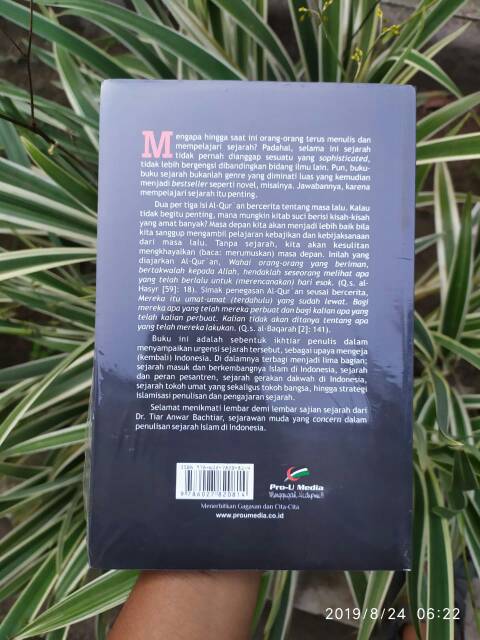 Mengapa hingga saat ini orang-orang terus menulis dan
mempelajari sejarah? Padahal, selama ini sejarah
tidak pernah dianggap sesuatu yang sophisticated,
tidak lebih bergengsi dibandingkan bidang ilmu lain. Pun, buku-
buku sejarah bukanlah genre yang diminati luas yang kemudian
menjadi bestseller seperti novel, misalnya. Jawabannya, karena
mempelajari sejarah itu penting.
Dua per tiga isi Al-Qur`an bercerita tentang masa lalu. Kalau
tidak begitu penting, mana mungkin kitab suci berisi kisah-kisah
yang amat banyak? Masa depan kita akan menjadi lebih baik bila
kita sanggup mengambil pelajaran kebajikan dan kebijaksanaan
dari masa lalu. Tanpa sejarah, kita akan kesulitan
mengkhayalkan (baca: merumuskan) masa depan. Inilah yang
diajarkan Al-Qur`an, Wahai orang-orang yang beriman,
bertakwalah kepada Allah, hendaklah seseorang melihat apa
yang telah berlalu untuk (merencanakan) hari esok. (Q.s. al-
Hasyr [59]: 18). Simak penegasan Al-Qur`an seusai bercerita,
Mereka itu umat-umat (terdahulu) yang sudah lewat. Bagi
mereka apa yang telah mereka perbuat dan bagi kalian apa yang
telah kalian perbuat. Kalian tidak akan ditanya tentang apa
yang telah mereka lakukan. (Q.s. al-Baqarah [2]: 141).
Buku ini adalah sebentuk ikhtiar penulis dalam
menyampaikan urgensi sejarah tersebut, sebagai upaya mengeja
(kembali) Indonesia. Di dalamnya terbagi menjadi lima bagian;
sejarah masuk dan berkembangnya Islam di Indonesia, sejarah
dan peran pesantren, sejarah gerakan dakwah di Indonesia,
sejarah tokoh umat yang sekaligus tokoh bangsa, hingga strategi
Islamisasi penulisan dan pengajaran sejarah.
Selamat menikmati lembar demi lembar sajian sejarah dari
Dr. Tiar Anwar Bachtiar, sejarawan muda yang concern dalam
penulisan sejarah Islam di Indonesia.
ISBN 978-602-7820-81-4
9 786027 820814
Pro-U Media
Menerbitkan Gagasan dan Cita-Cita
www.proumedia.co.id
2019/8/24 06:22